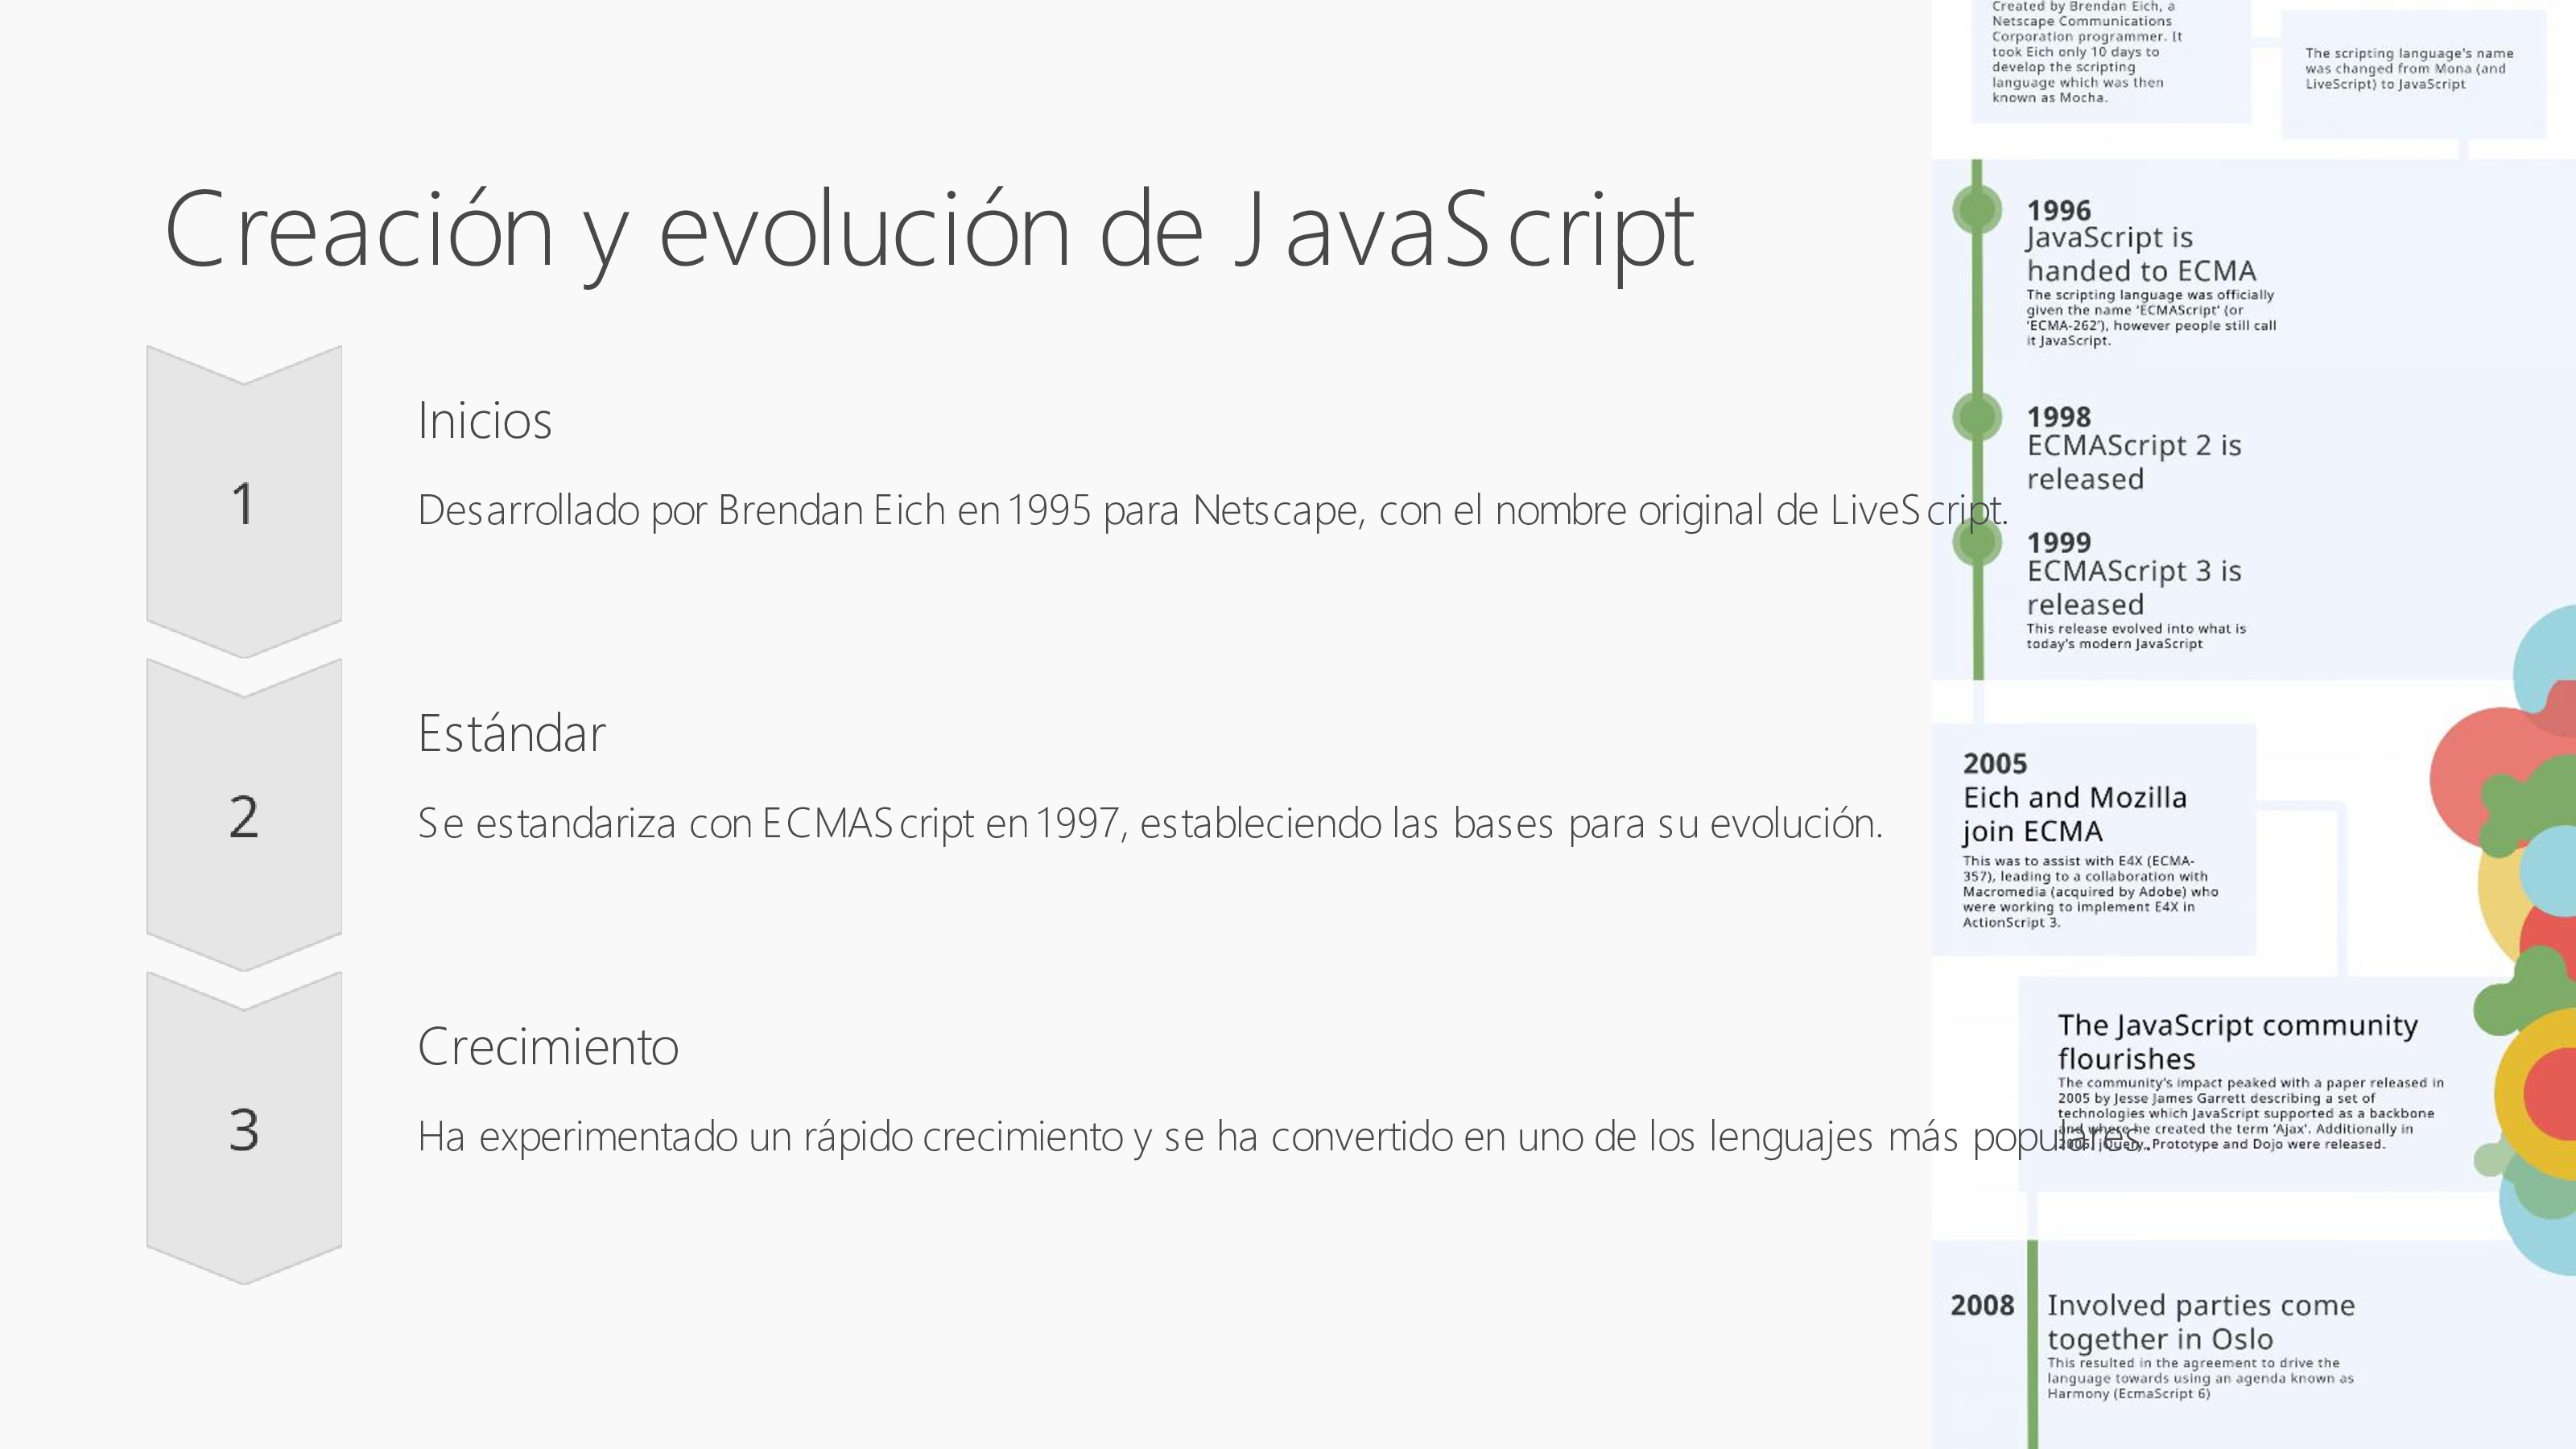 Creación y evolución de JavaScript
1
Inicios
Desarrollado por Brendan Eich en 1995 para Netscape, con el nombre original de LiveScript.
2
Estándar
Se estandariza con ECMAScript en 1997, estableciendo las bases para su evolución.
3
Crecimiento
Ha experimentado un rápido crecimiento y se ha convertido en uno de los lenguajes más populares.
Created by Brendan Eich, a
Netscape Communications
Corporation programmer. It
took Eich only 10 days to
develop the scripting
language which was then
known as Mocha.
The scripting language's name
was changed from Mona (and
LiveScript) to JavaScript
1996
JavaScript is
handed to ECMA
The scripting language was officially
given the name 'ECMAScript' (or
'ECMA-262'), however people still call
it JavaScript.
1998
ECMAScript 2 is
released
1999
ECMAScript 3 is
released
This release evolved into what is
today's modern JavaScript
2005
Eich and Mozilla
join ECMA
This was to assist with E4X (ECMA-
357), leading to a collaboration with
Macromedia (acquired by Adobe) who
were working to implement E4X in
ActionScript 3.
The JavaScript community
flourishes
The community's impact peaked with a paper released in
2005 by Jesse James Garrett describing a set of
technologies which JavaScript supported as a backbone
and where he created the term 'Ajax'. Additionally in
jQuery, Prototype and Dojo were released.
2008
Involved parties come
together in Oslo
This resulted in the agreement to drive the
language towards using an agenda known as
Harmony (EcmaScript 6)